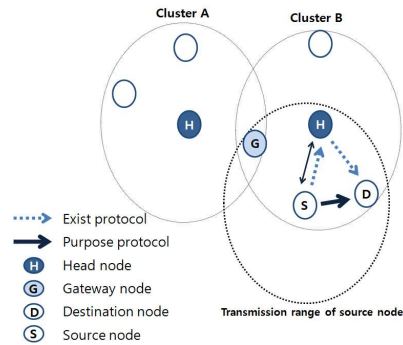 Cluster A
Cluster B
H
H
G
S
D
Exist protocol
Purpose protocol
H Head node
G Gateway node
D Destination node
S Source node
Transmission range of source node